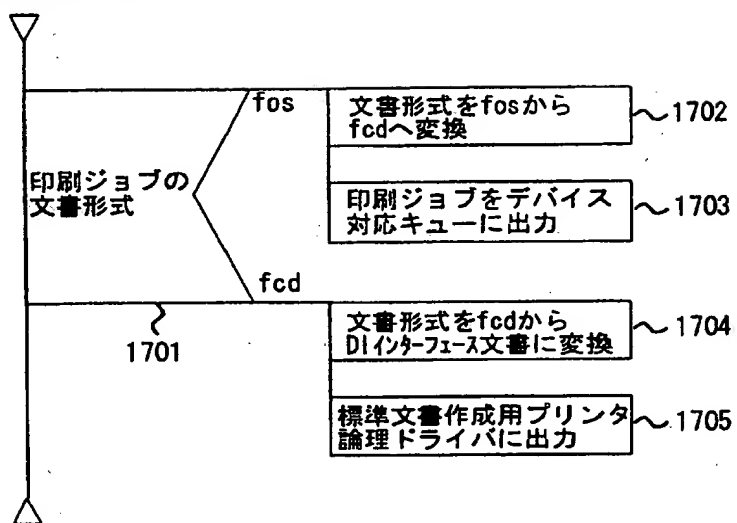 fos
文書形式をfosから
fcdへ変換
1702
印刷ジョブの
文書形式
印刷ジョブをデバイス
対応キューに出力
1703
fcd
1701
文書形式をfcdから
DIインターフェース文書に変換
1704
標準文書作成用プリンタ
論理ドライバに出力
1705